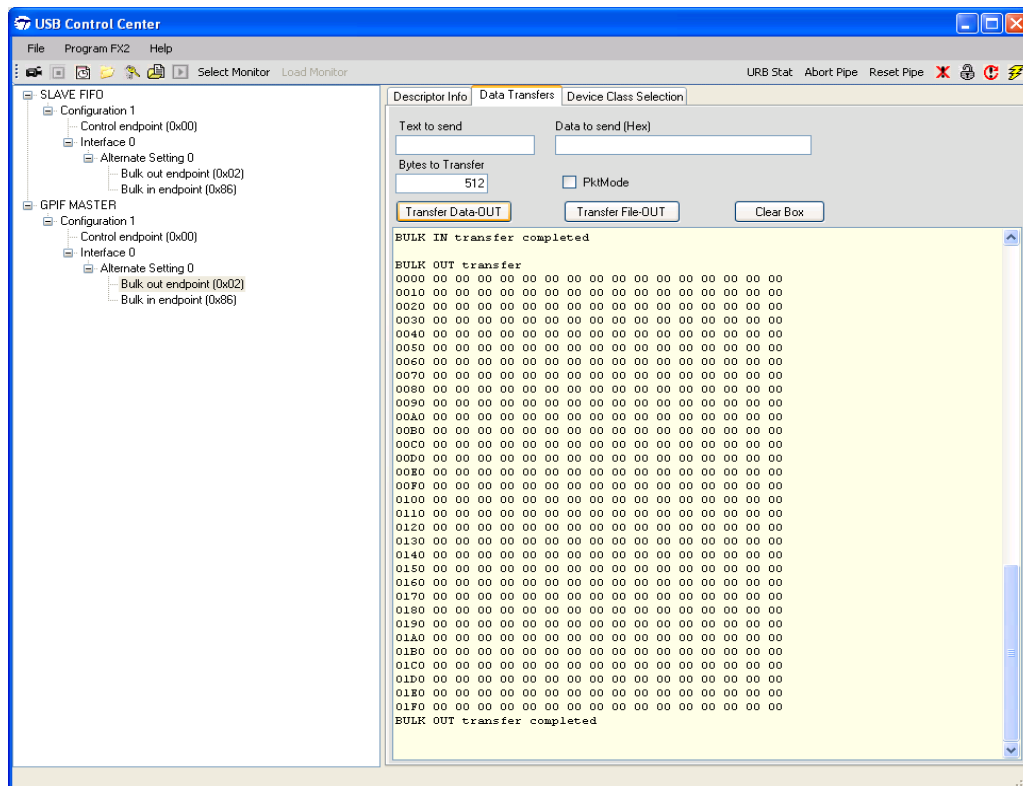 USB Control Center
File Program FX2 Help
Select Monitor Load Monitor URB Stat Abort Pipe Reset Pipe
SLAVE FIFO
Configuration 1
Control endpoint (0x00)
Interface 0
Alternate Setting 0
Bulk out endpoint (0x02)
Bulk in endpoint (0x86)
GPIF MASTER
Configuration 1
Control endpoint (0x00)
Interface 0
Alternate Setting 0
Bulk out endpoint (0x02)
Bulk in endpoint (0x86)
Descriptor Info Data Transfers Device Class Selection
Text to send Data to send (Hex)
Bytes to Transfer
512 PktMode
Transfer Data-OUT Transfer File-OUT Clear Box
BULK IN transfer completed
BULK OUT transfer
0000 00 00 00 00 00 00 00 00 00 00 00 00 00 00 00 00
0010 00 00 00 00 00 00 00 00 00 00 00 00 00 00 00 00
0020 00 00 00 00 00 00 00 00 00 00 00 00 00 00 00 00
0030 00 00 00 00 00 00 00 00 00 00 00 00 00 00 00 00
0040 00 00 00 00 00 00 00 00 00 00 00 00 00 00 00 00
0050 00 00 00 00 00 00 00 00 00 00 00 00 00 00 00 00
0060 00 00 00 00 00 00 00 00 00 00 00 00 00 00 00 00
0070 00 00 00 00 00 00 00 00 00 00 00 00 00 00 00 00
0080 00 00 00 00 00 00 00 00 00 00 00 00 00 00 00 00
0090 00 00 00 00 00 00 00 00 00 00 00 00 00 00 00 00
00A0 00 00 00 00 00 00 00 00 00 00 00 00 00 00 00 00
00B0 00 00 00 00 00 00 00 00 00 00 00 00 00 00 00 00
00C0 00 00 00 00 00 00 00 00 00 00 00 00 00 00 00 00
00D0 00 00 00 00 00 00 00 00 00 00 00 00 00 00 00 00
00E0 00 00 00 00 00 00 00 00 00 00 00 00 00 00 00 00
00F0 00 00 00 00 00 00 00 00 00 00 00 00 00 00 00 00
0100 00 00 00 00 00 00 00 00 00 00 00 00 00 00 00 00
0110 00 00 00 00 00 00 00 00 00 00 00 00 00 00 00 00
0120 00 00 00 00 00 00 00 00 00 00 00 00 00 00 00 00
0130 00 00 00 00 00 00 00 00 00 00 00 00 00 00 00 00
0140 00 00 00 00 00 00 00 00 00 00 00 00 00 00 00 00
0150 00 00 00 00 00 00 00 00 00 00 00 00 00 00 00 00
0160 00 00 00 00 00 00 00 00 00 00 00 00 00 00 00 00
0170 00 00 00 00 00 00 00 00 00 00 00 00 00 00 00 00
0180 00 00 00 00 00 00 00 00 00 00 00 00 00 00 00 00
0190 00 00 00 00 00 00 00 00 00 00 00 00 00 00 00 00
01A0 00 00 00 00 00 00 00 00 00 00 00 00 00 00 00 00
01B0 00 00 00 00 00 00 00 00 00 00 00 00 00 00 00 00
01C0 00 00 00 00 00 00 00 00 00 00 00 00 00 00 00 00
01D0 00 00 00 00 00 00 00 00 00 00 00 00 00 00 00 00
01E0 00 00 00 00 00 00 00 00 00 00 00 00 00 00 00 00
01F0 00 00 00 00 00 00 00 00 00 00 00 00 00 00 00 00
BULK OUT transfer completed